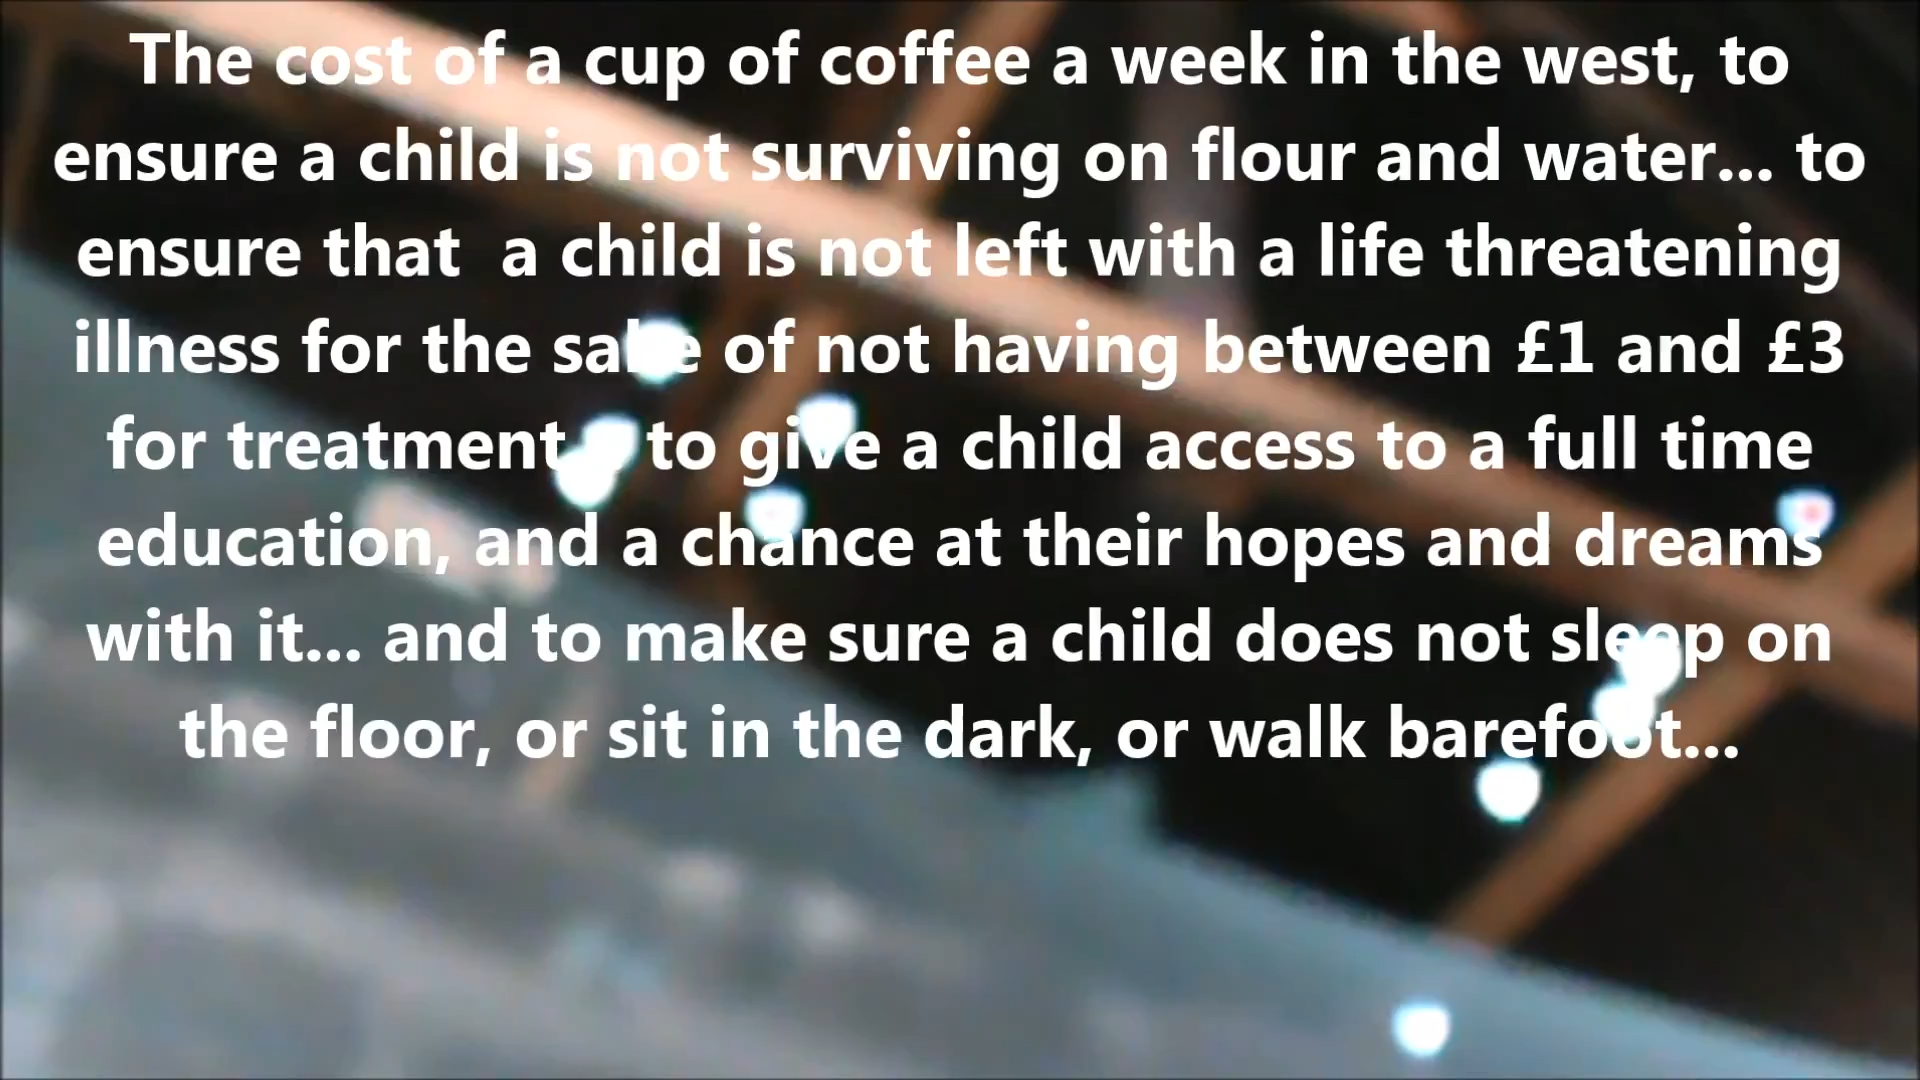 The cost of a cup of coffee a week in the west, to
ensure a child is not surviving on flour and water... to
ensure that  a child is not left with a life threatening
illness for the sake of not having between £1 and £3
for treatment... to give a child access to a full time
education, and a chance at their hopes and dreams
with it... and to make sure a child does not sleep on
the floor, or sit in the dark, or walk barefoot...